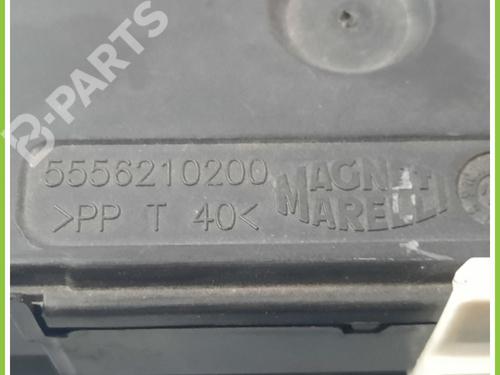 B-PARTS
5556210200
>PP T 40<
MAGNETI
MARELLI